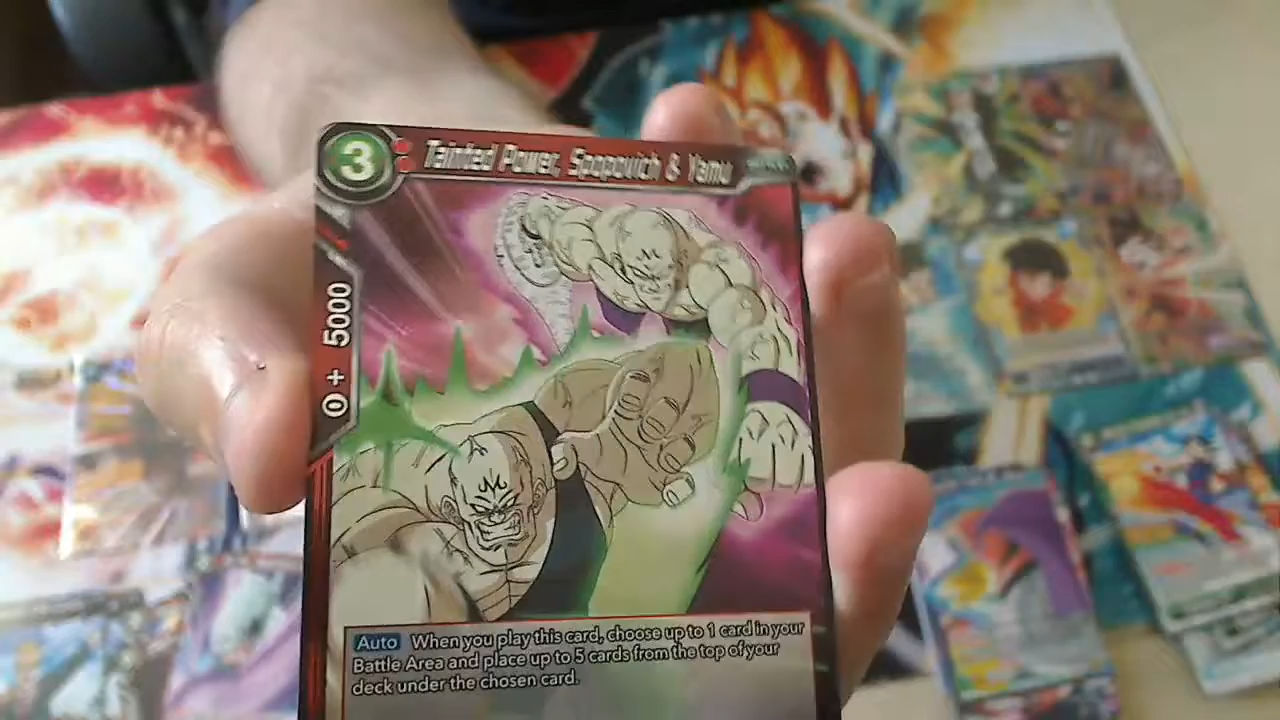 3 Tainted Power, Spopovich & Yamu
0+ 5000
Auto When you play this card, choose up to 1 card in your
Battle Area and place up to 5 cards from the top of your
deck under the chosen card.